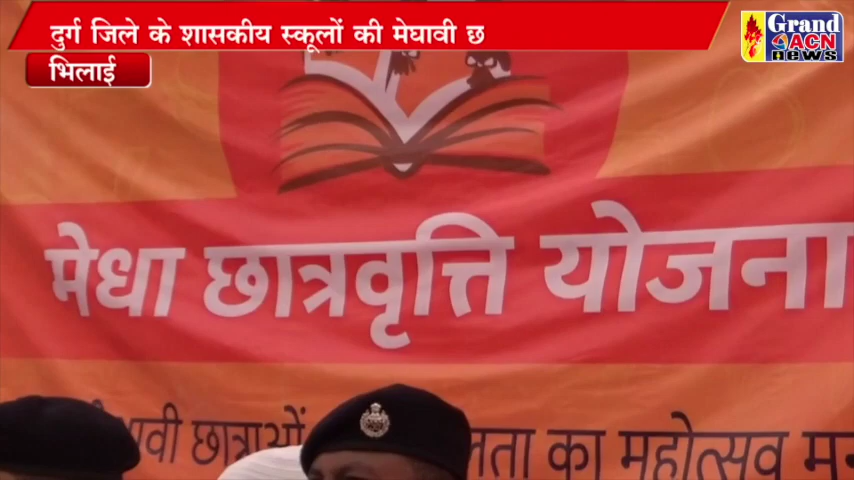 दुर्ग जिले के शासकीय स्कूलों की मेघावी छ
Grand
ACN
news
भिलाई
मेधा छात्रवृत्ति योजना
छात्राओं का महोत्सव